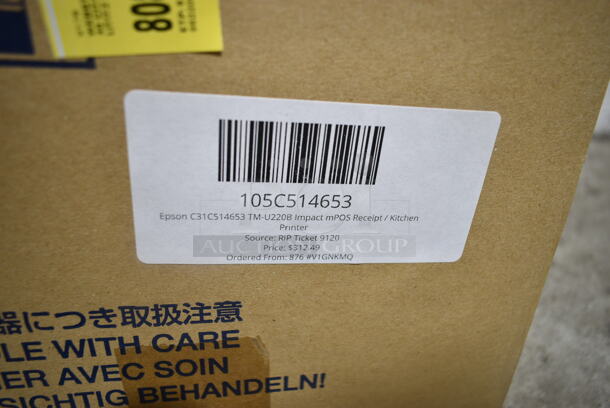 80
105C514653
Epson C31C514653 TM-U220B Impact mPOS Receipt / Kitchen
Printer
Source: RIP Ticket 9120
Price: $312.49
Ordered From: 876 #V1GNKMQ
AUCTION GROUP
器につき取扱注意
LE WITH CARE
ER AVEC SOIN
SICHTIG BEHANDELN!